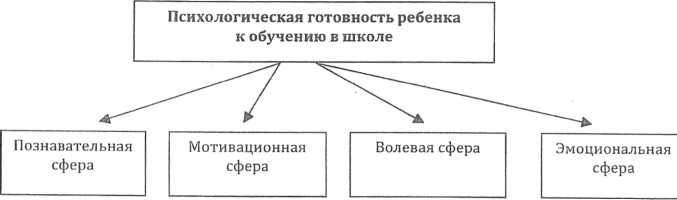 Психологическая готовность ребенка
к обучению в школе
Познавательная
сфера
Мотивационная
сфера
Волевая сфера
Эмоциональная
сфера